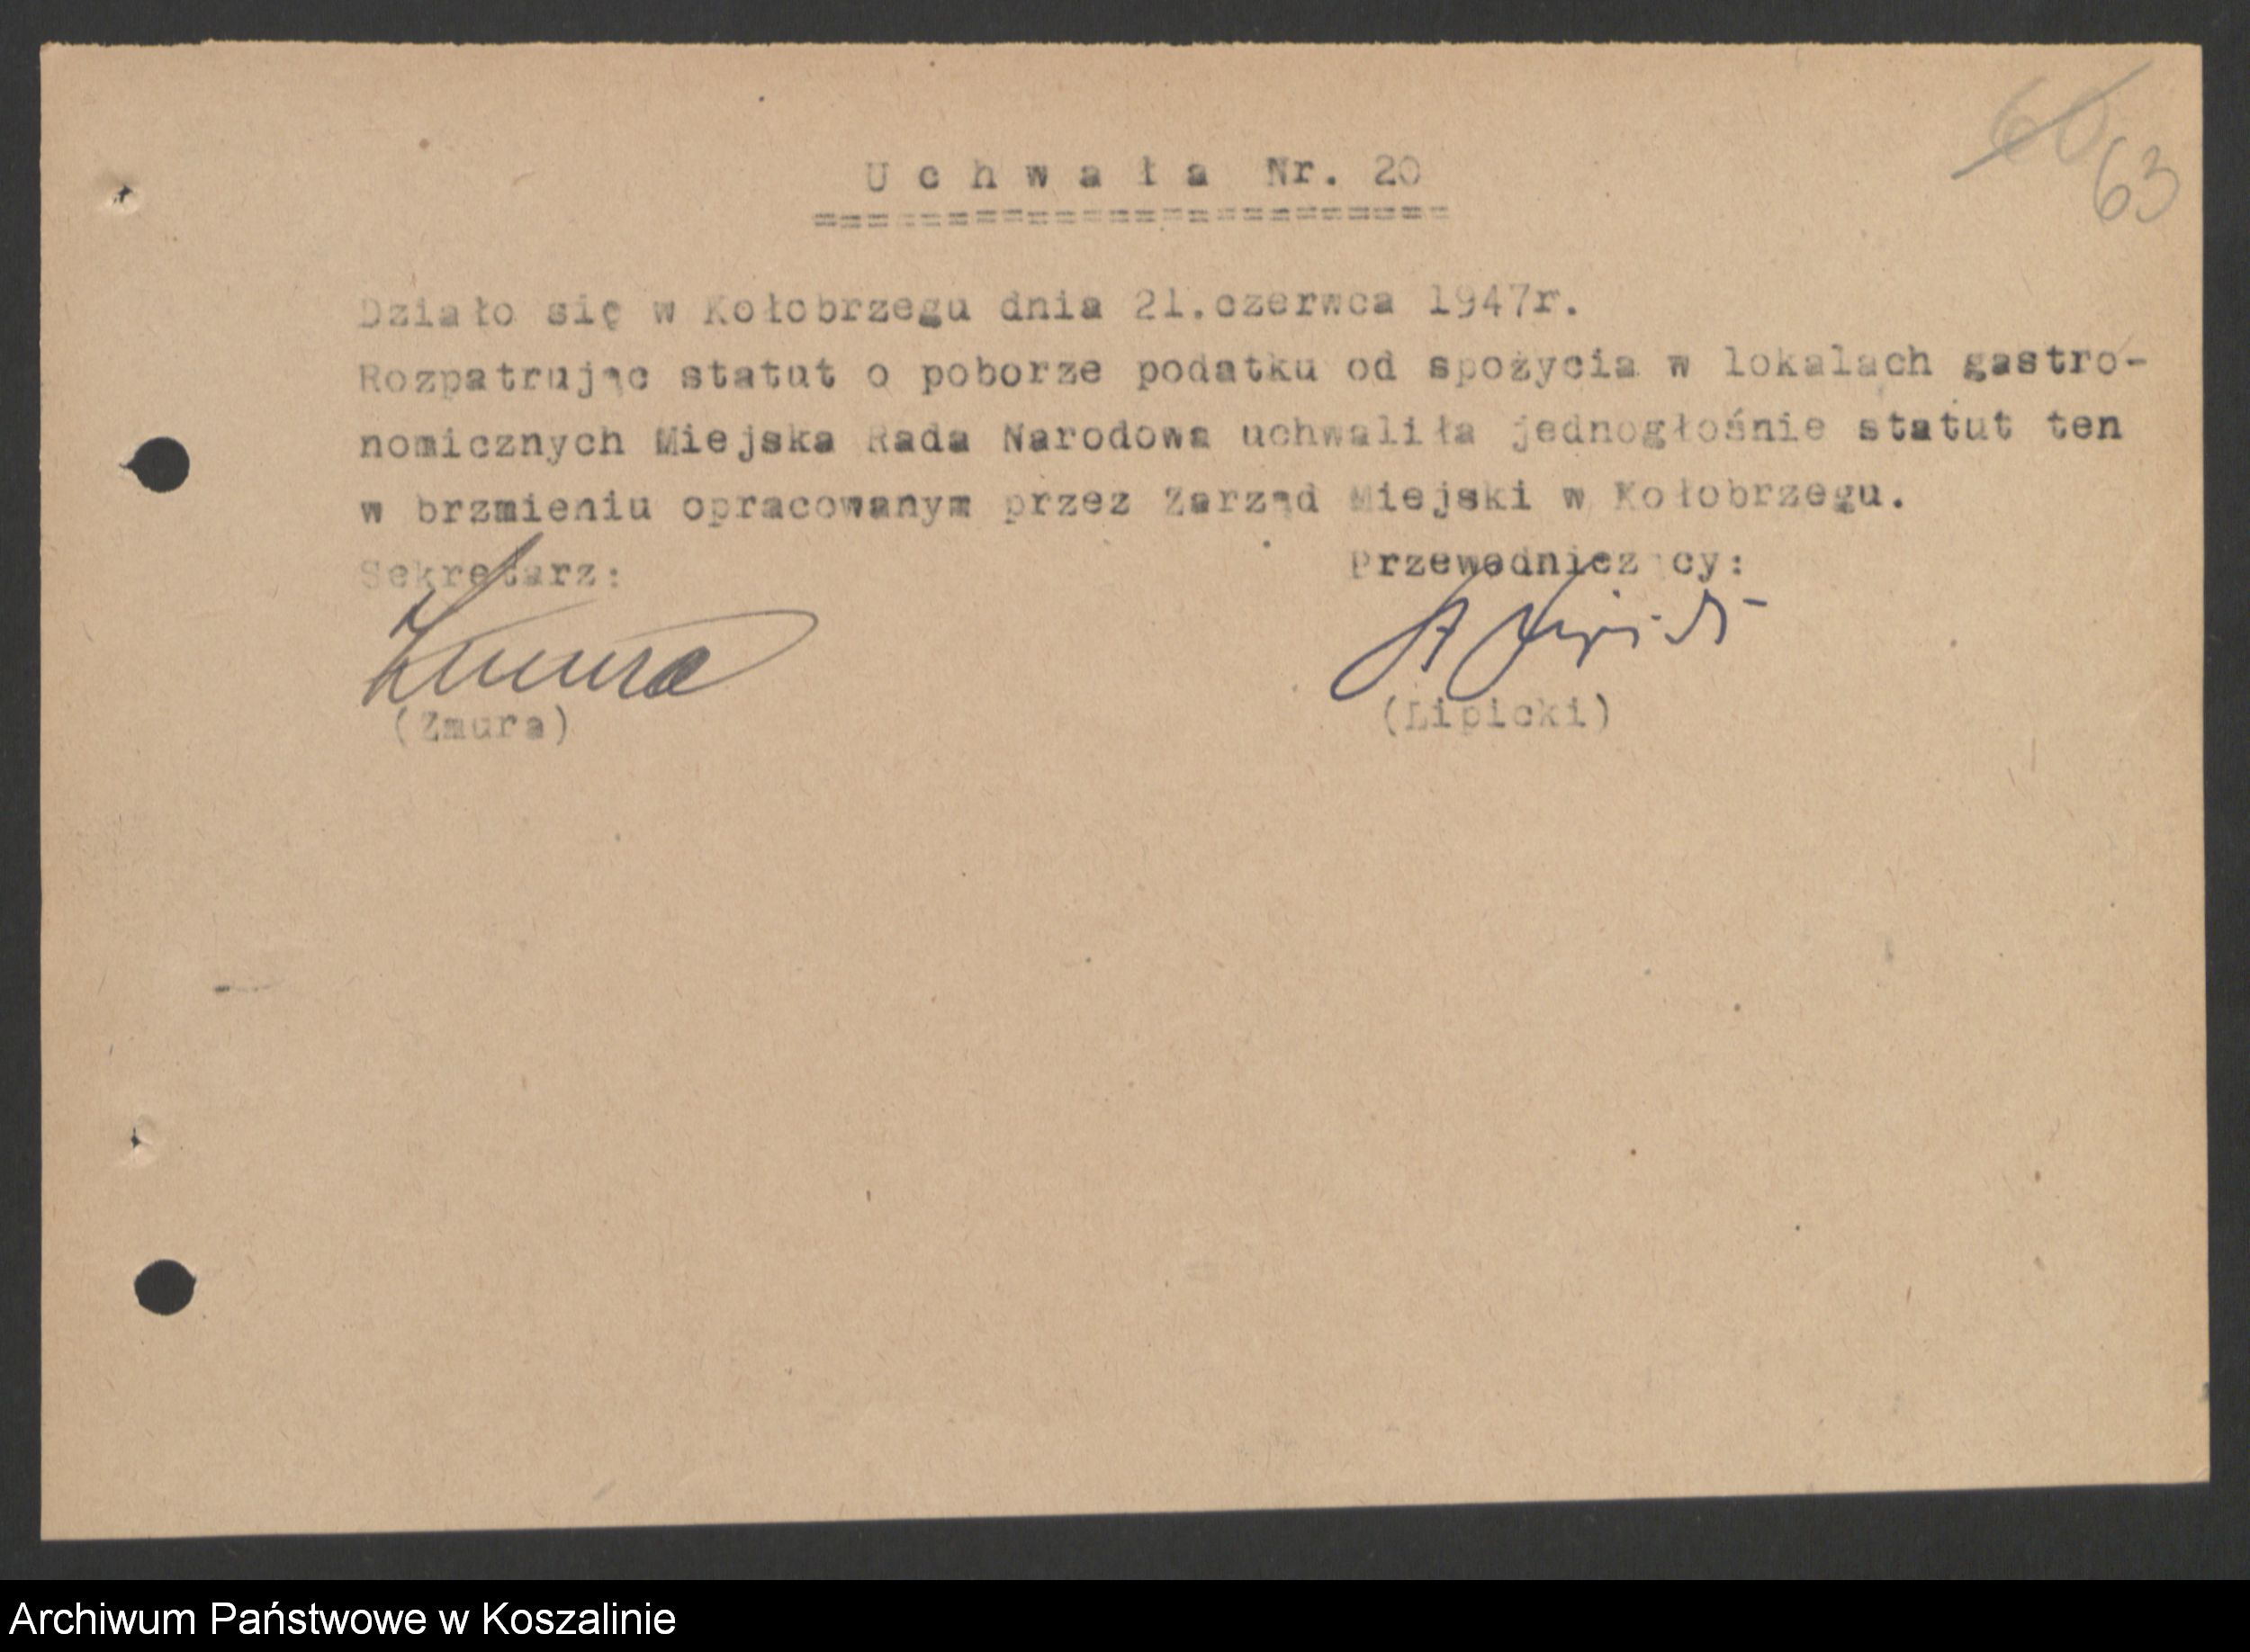 60
63
Uchwała Nr. 20
========================
Działo się w Kołobrzegu dnia 21.czerwca 1947r.
Rozpatrując statut o poborze podatku od spożycia w lokalach gastro-
nomicznych Miejska Rada Narodowa uchwaliła jednogłośnie statut ten
w brzmieniu opracowanym przez Zarząd Miejski w Kołobrzegu.
Sekretarz: Przewodniczący:
Zmura A Lipicki
(Zmura) (Lipicki)
Archiwum Państwowe w Koszalinie